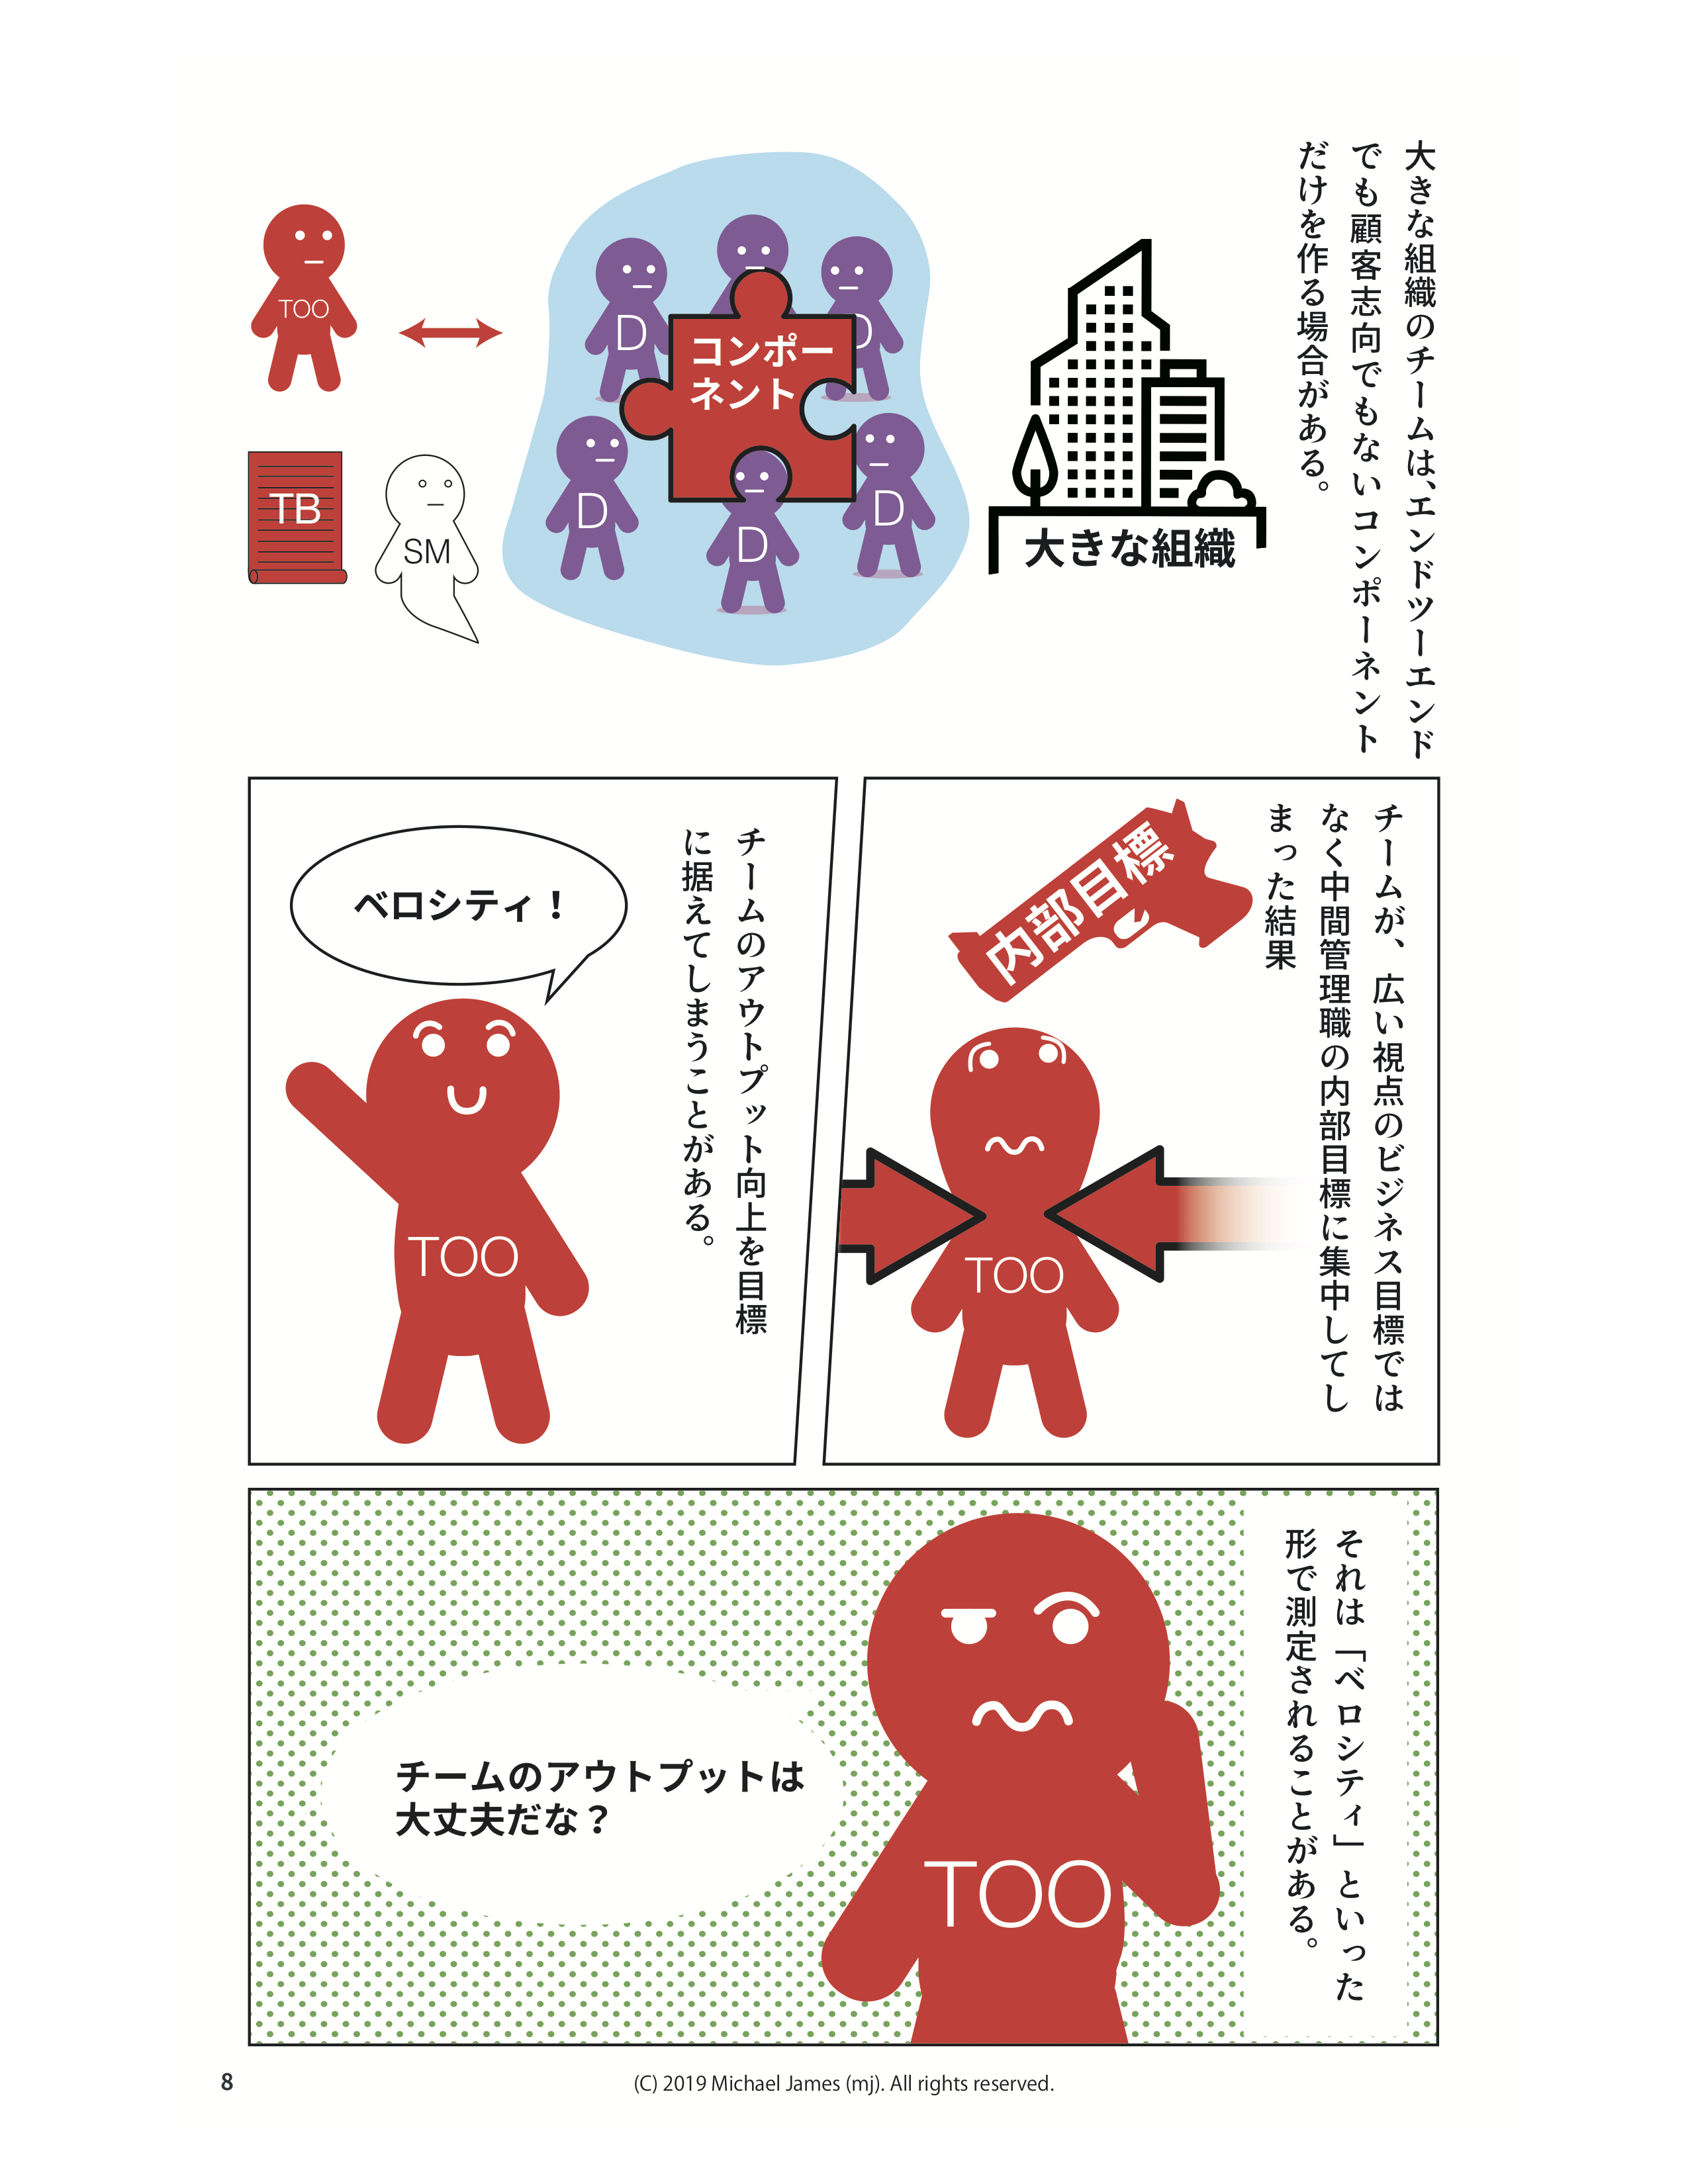 大きな組織のチームは、エンドツーエンド
でも顧客志向でもないコンポーネント
だけを作る場合がある。
大きな組織
コンポー
ネント
D
D
D
D
D
TOO
TB
SM
チームが、広い視点のビジネス目標では
なく中間管理職の内部目標に集中してし
まった結果
内部目標
TOO
チームのアウトプット向上を目標
に据えてしまうことがある。
ベロシティ！
TOO
それは「ベロシティ」といった
形で測定されることがある。
チームのアウトプットは
大丈夫だな？
TOO
8
(C) 2019 Michael James (mj). All rights reserved.